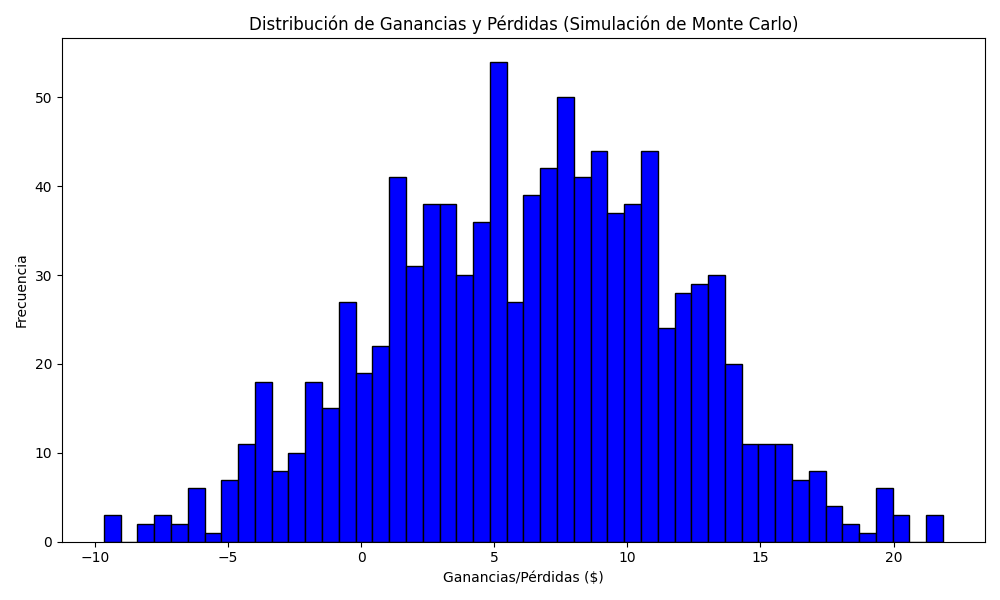 Distribución de Ganancias y Pérdidas (Simulación de Monte Carlo)
50
40
30
20
10
0
Frecuencia
−10 −5 0 5 10 15 20
Ganancias/Pérdidas ($)